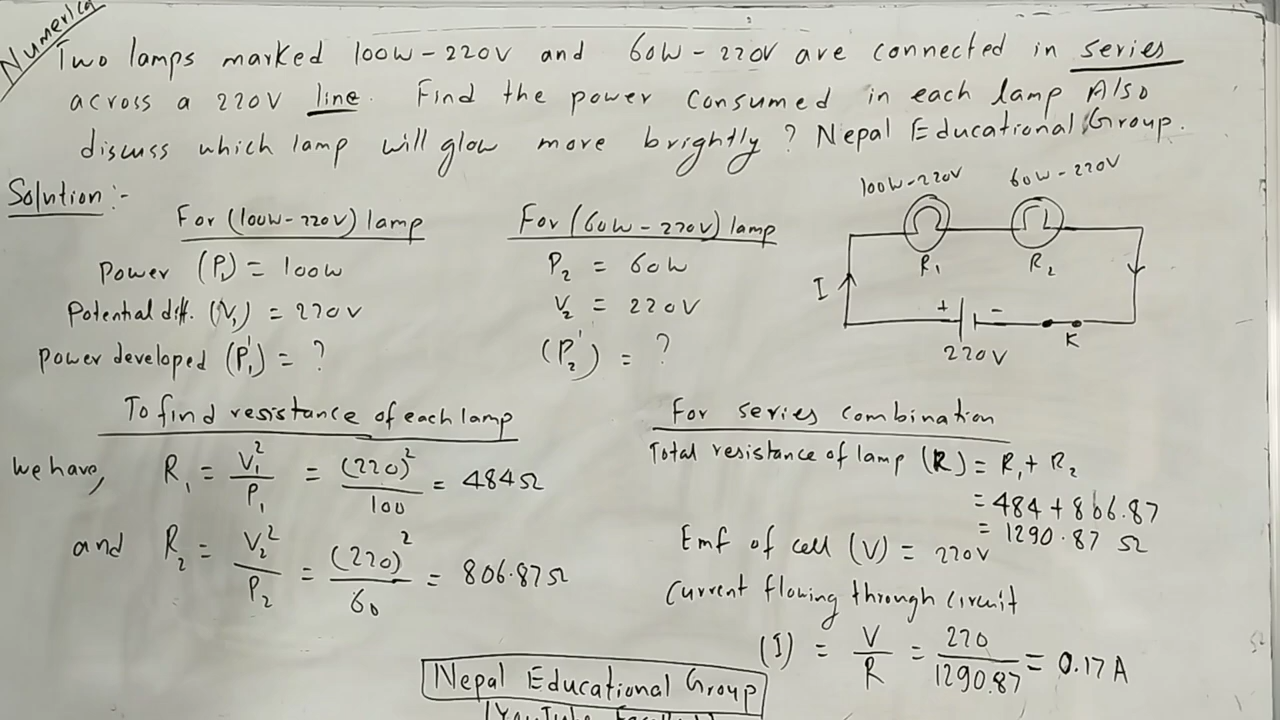 Numerical
Two lamps marked 100W-220V and 60W-220V are connected in series
across a 220V line. Find the power consumed in each lamp Also
discuss which lamp will glow more brightly? Nepal Educational Group.
Solution:-
For (100W-220V) lamp
Power (P₁) = 100W
Potential diff. (V₁) = 220V
Power developed (P₁') = ?
For (60W-220V) lamp
P₂ = 60W
V₂ = 220V
(P₂') = ?
100W-220V 60W-220V
R₁ R₂
I
+ -
K
220V
To find resistance of each lamp
We have, R₁ = V₁²/P₁ = (220)²/100 = 484Ω
and R₂ = V₂²/P₂ = (220)²/60 = 806.87Ω
For series combination
Total resistance of lamp (R) = R₁ + R₂
= 484 + 806.87
= 1290.87 Ω
Emf of cell (V) = 220V
Current flowing through circuit
(I) = V/R = 220/1290.87 = 0.17A
Nepal Educational Group